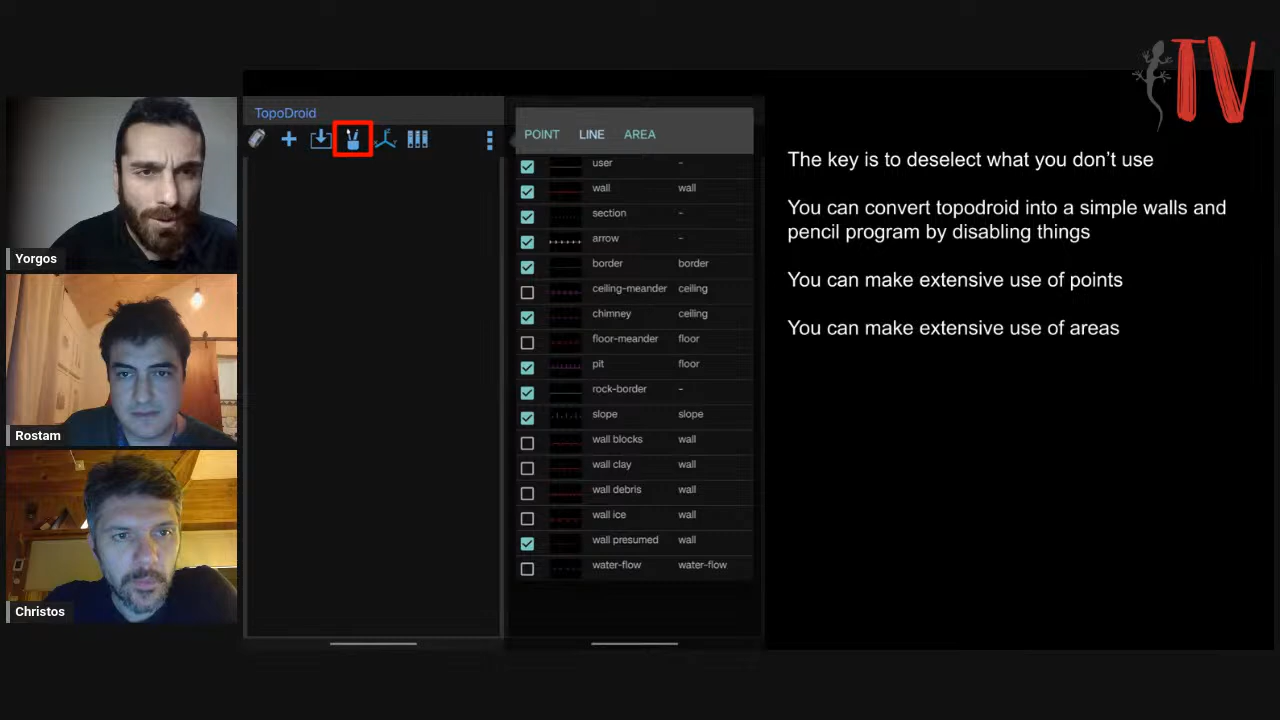 TV
Yorgos
Rostam
Christos
TopoDroid
POINT LINE AREA
user -
wall wall
section -
arrow -
border border
ceiling-meander ceiling
chimney ceiling
floor-meander floor
pit floor
rock-border -
slope slope
wall blocks wall
wall clay wall
wall debris wall
wall ice wall
wall presumed wall
water-flow water-flow
The key is to deselect what you don't use
You can convert topodroid into a simple walls and
pencil program by disabling things
You can make extensive use of points
You can make extensive use of areas